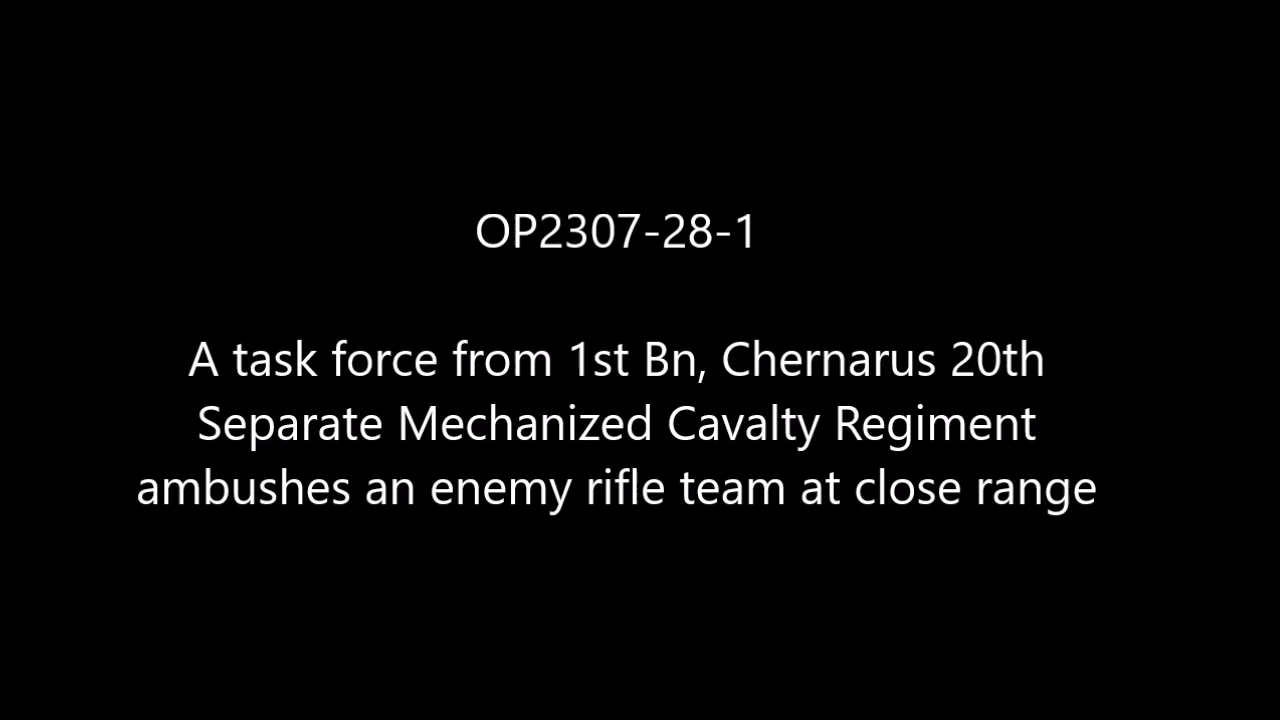 OP2307-28-1
A task force from 1st Bn, Chernarus 20th
Separate Mechanized Cavalty Regiment
ambushes an enemy rifle team at close range